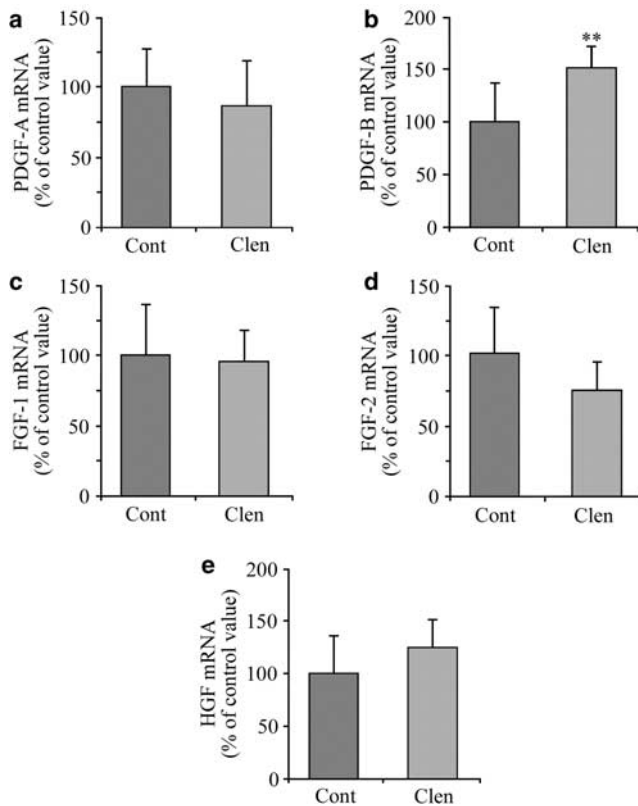 a
PDGF-A mRNA
(% of control value)
150
100
50
0
Cont Clen
b
PDGF-B mRNA
(% of control value)
200
150
100
50
0
**
Cont Clen
c
FGF-1 mRNA
(% of control value)
150
100
50
0
Cont Clen
d
FGF-2 mRNA
(% of control value)
150
100
50
0
Cont Clen
e
HGF mRNA
(% of control value)
200
150
100
50
0
Cont Clen